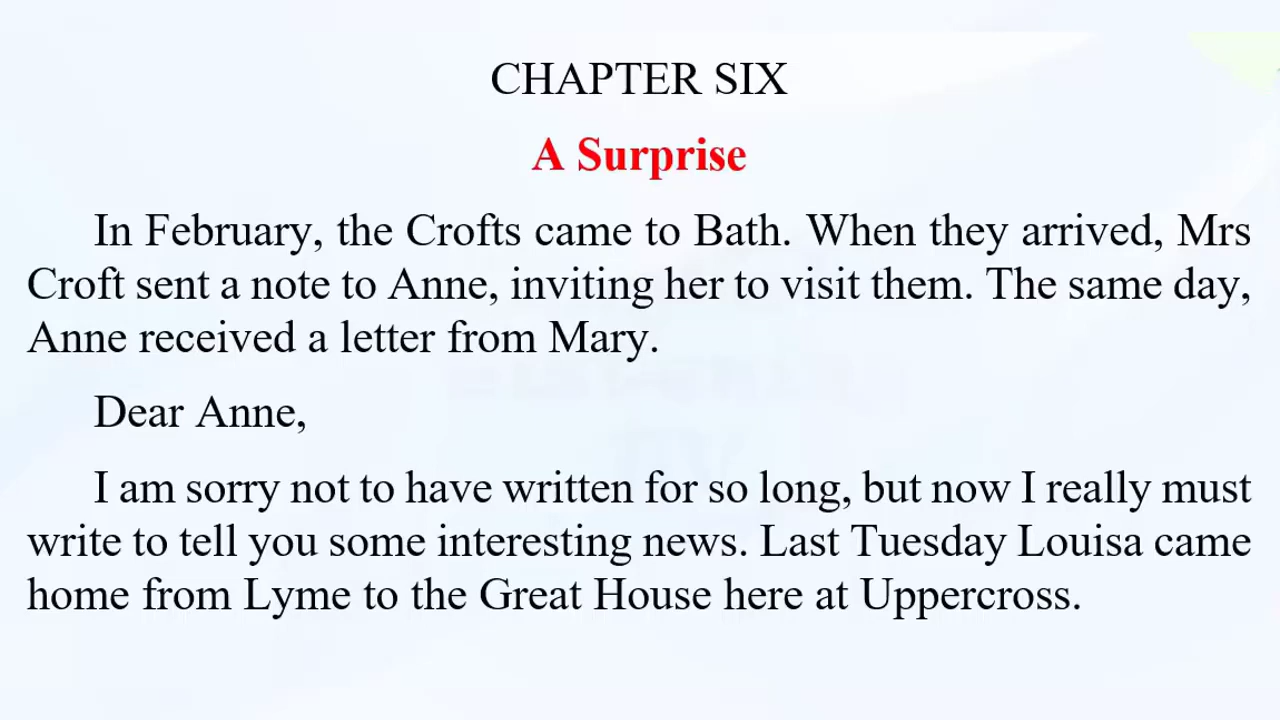 CHAPTER SIX
A Surprise
In February, the Crofts came to Bath. When they arrived, Mrs
Croft sent a note to Anne, inviting her to visit them. The same day,
Anne received a letter from Mary.
Dear Anne,
I am sorry not to have written for so long, but now I really must
write to tell you some interesting news. Last Tuesday Louisa came
home from Lyme to the Great House here at Uppercross.